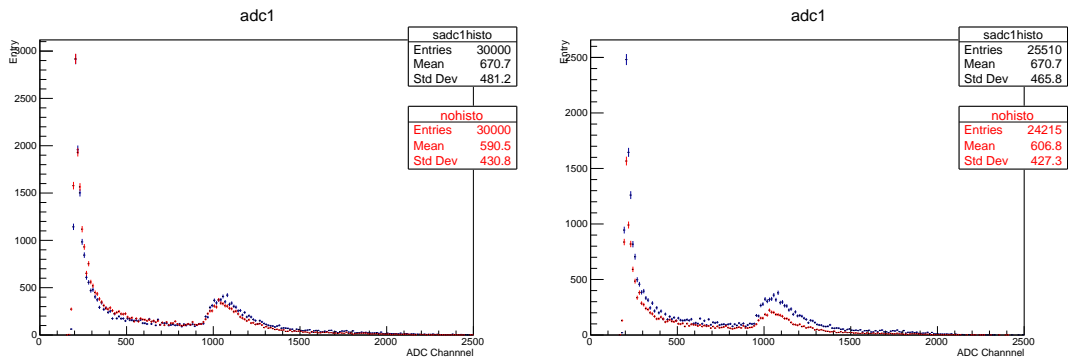 adc1
Entry
sadc1histo
Entries 30000
Mean 670.7
Std Dev 481.2
nohisto
Entries 30000
Mean 590.5
Std Dev 430.8
3000
2500
2000
1500
1000
500
0
0 500 1000 1500 2000 2500
ADC Channnel
adc1
Entry
sadc1histo
Entries 25510
Mean 670.7
Std Dev 465.8
nohisto
Entries 24215
Mean 606.8
Std Dev 427.3
2500
2000
1500
1000
500
0
0 500 1000 1500 2000 2500
ADC Channnel